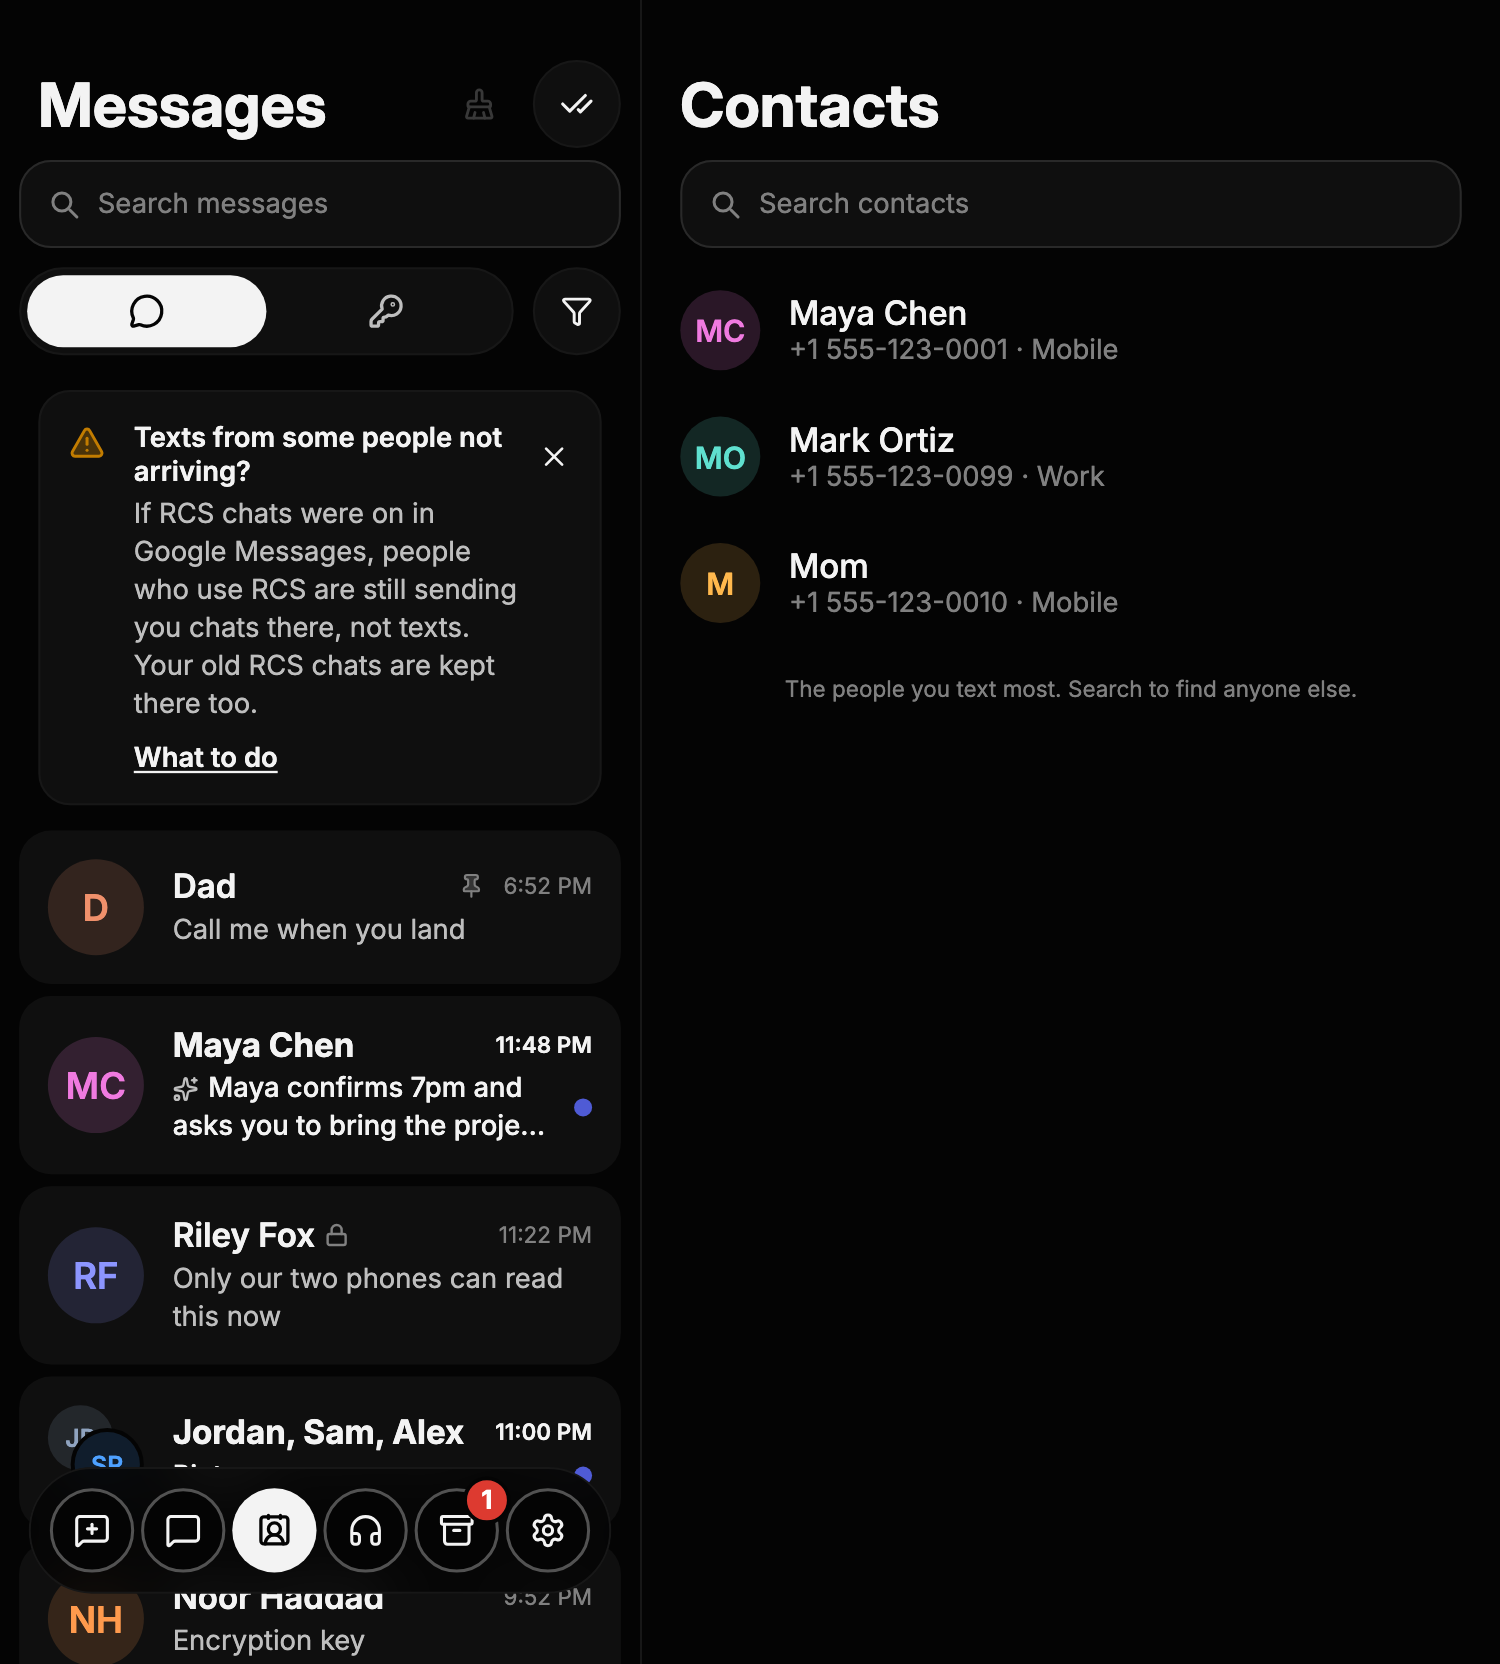 Messages
Search messages
Texts from some people not
arriving?
If RCS chats were on in
Google Messages, people
who use RCS are still sending
you chats there, not texts.
Your old RCS chats are kept
there too.
What to do
D
Dad
6:52 PM
Call me when you land
MC
Maya Chen
11:48 PM
Maya confirms 7pm and
asks you to bring the proje...
RF
Riley Fox
11:22 PM
Only our two phones can read
this now
Jordan, Sam, Alex
11:00 PM
1
NH
Noor Haddad
9:52 PM
Encryption key
Contacts
Search contacts
MC
Maya Chen
+1 555-123-0001 · Mobile
MO
Mark Ortiz
+1 555-123-0099 · Work
M
Mom
+1 555-123-0010 · Mobile
The people you text most. Search to find anyone else.